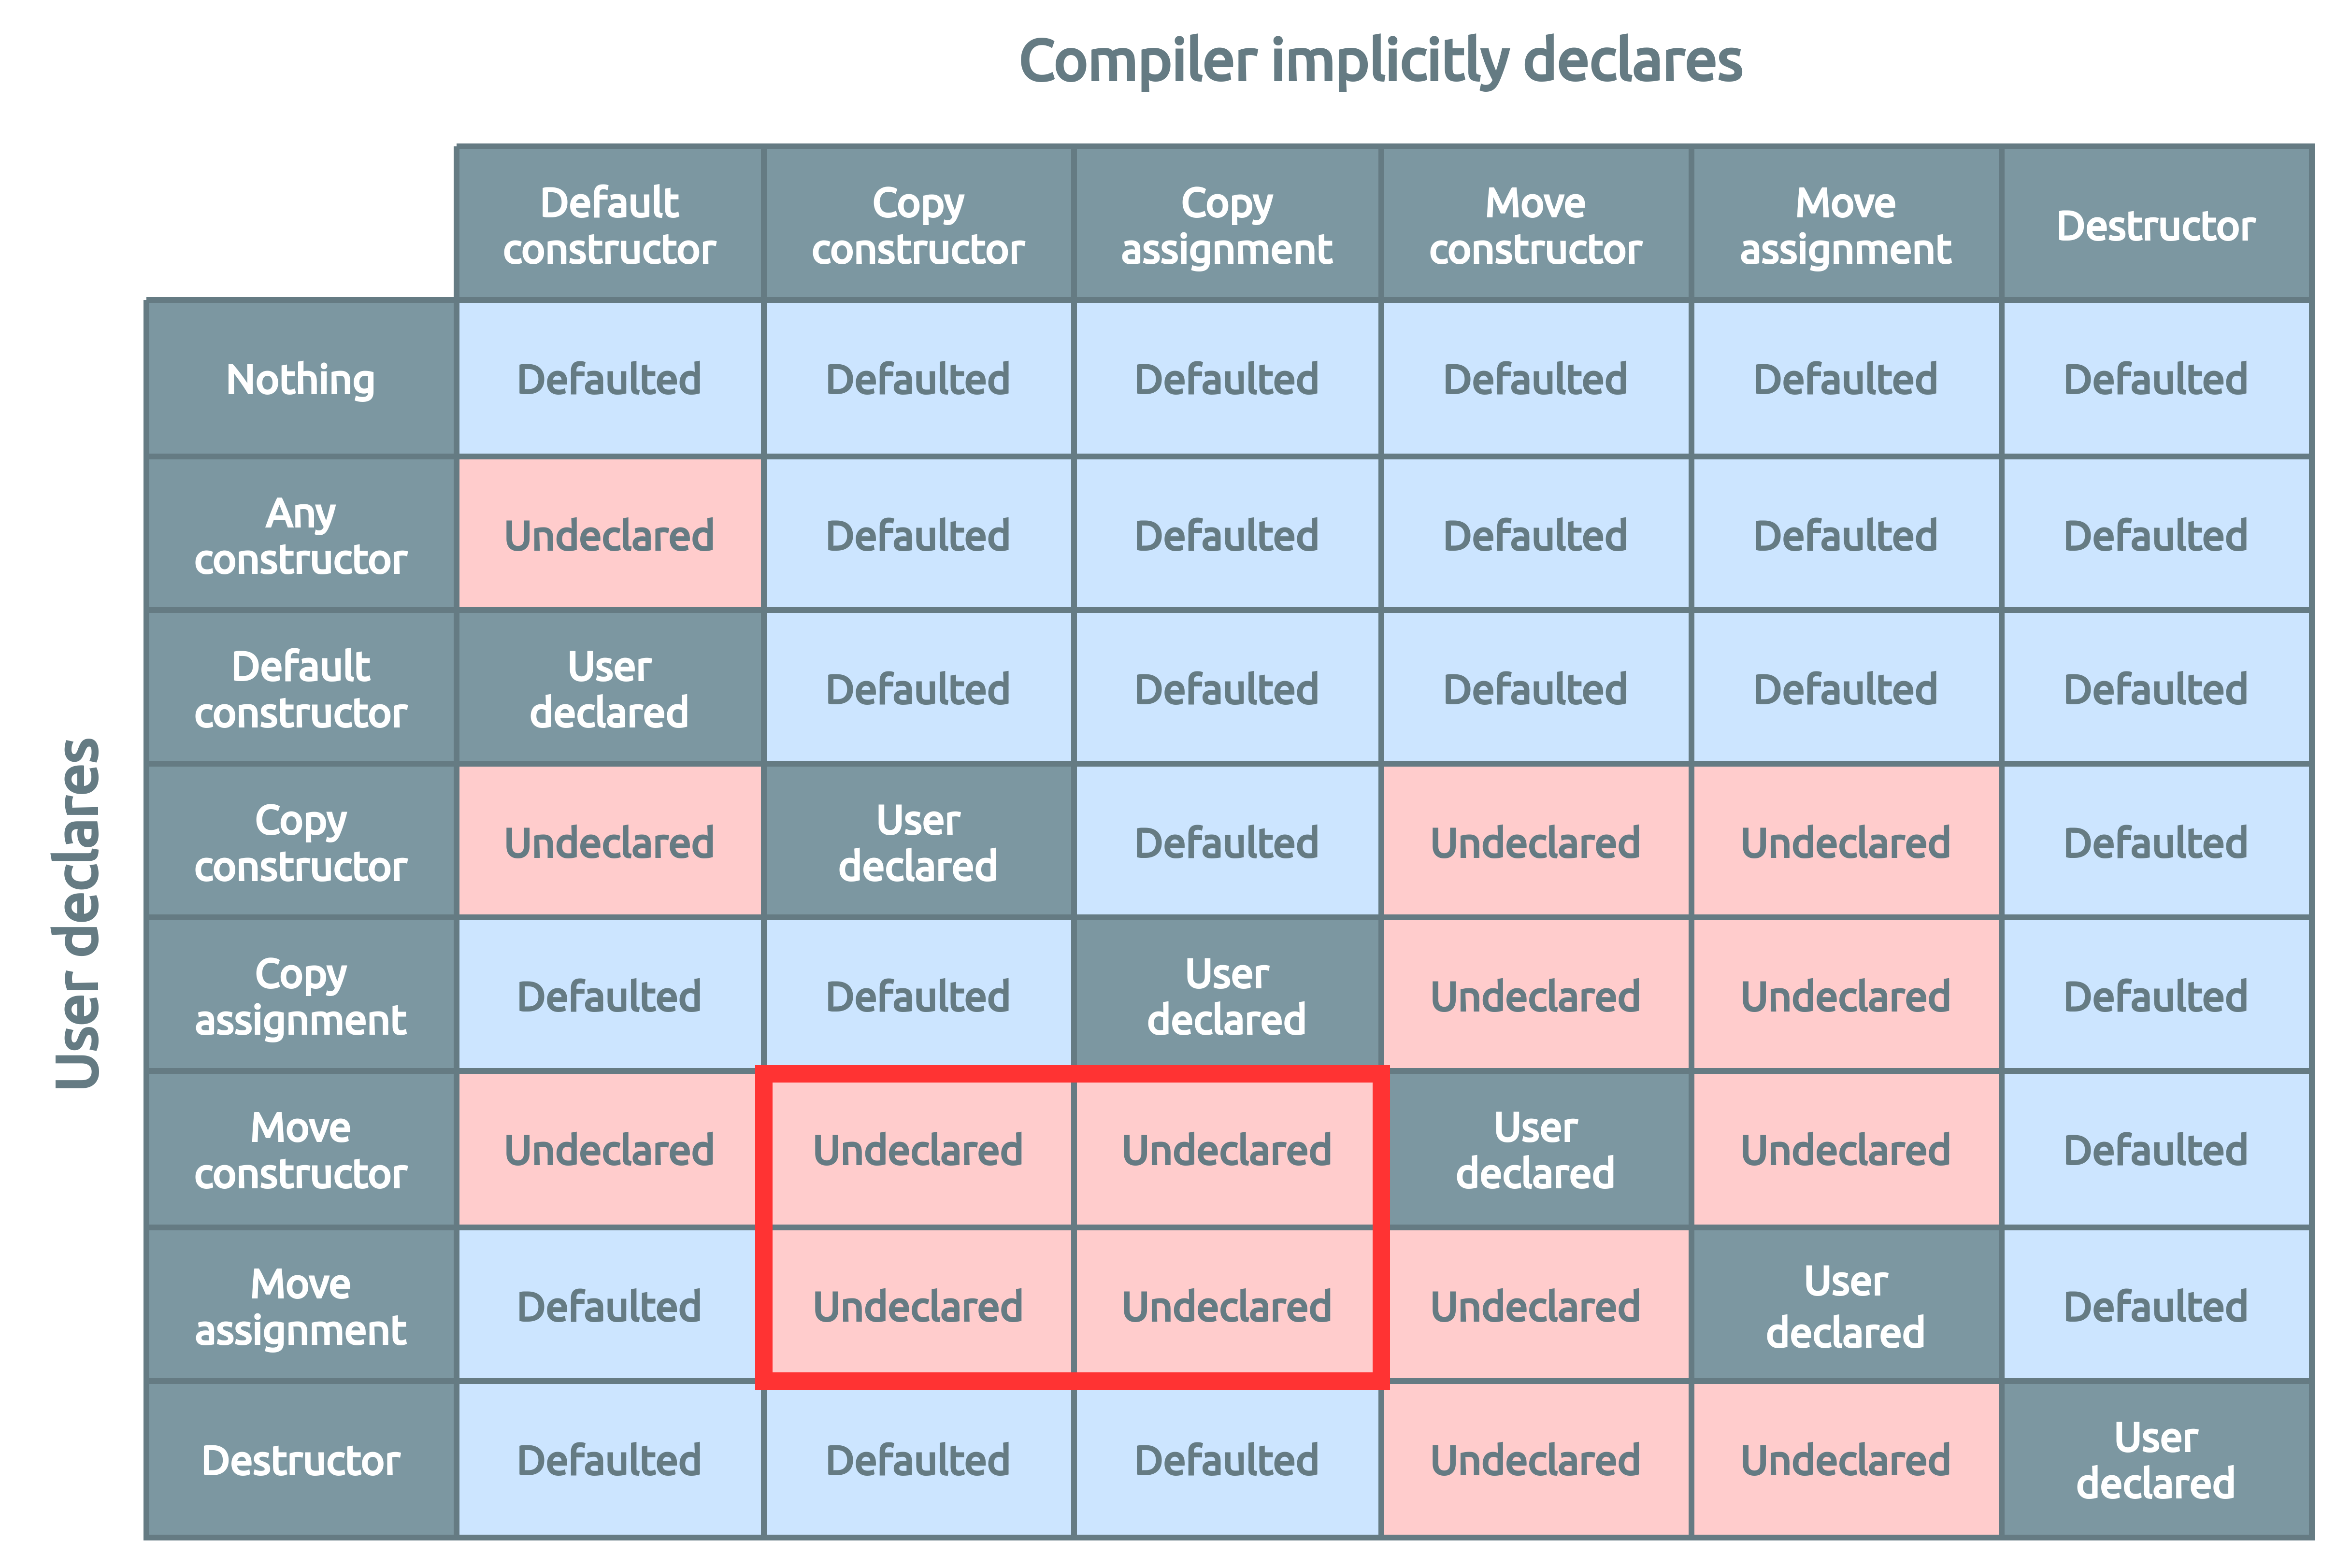 Compiler implicitly declares
Default
constructor
Copy
constructor
Copy
assignment
Move
constructor
Move
assignment
Destructor
User declares
Nothing
Defaulted
Defaulted
Defaulted
Defaulted
Defaulted
Defaulted
Any
constructor
Undeclared
Defaulted
Defaulted
Defaulted
Defaulted
Defaulted
Default
constructor
User
declared
Defaulted
Defaulted
Defaulted
Defaulted
Defaulted
Copy
constructor
Undeclared
User
declared
Defaulted
Undeclared
Undeclared
Defaulted
Copy
assignment
Defaulted
Defaulted
User
declared
Undeclared
Undeclared
Defaulted
Move
constructor
Undeclared
Undeclared
Undeclared
User
declared
Undeclared
Defaulted
Move
assignment
Defaulted
Undeclared
Undeclared
Undeclared
User
declared
Defaulted
Destructor
Defaulted
Defaulted
Defaulted
Undeclared
Undeclared
User
declared